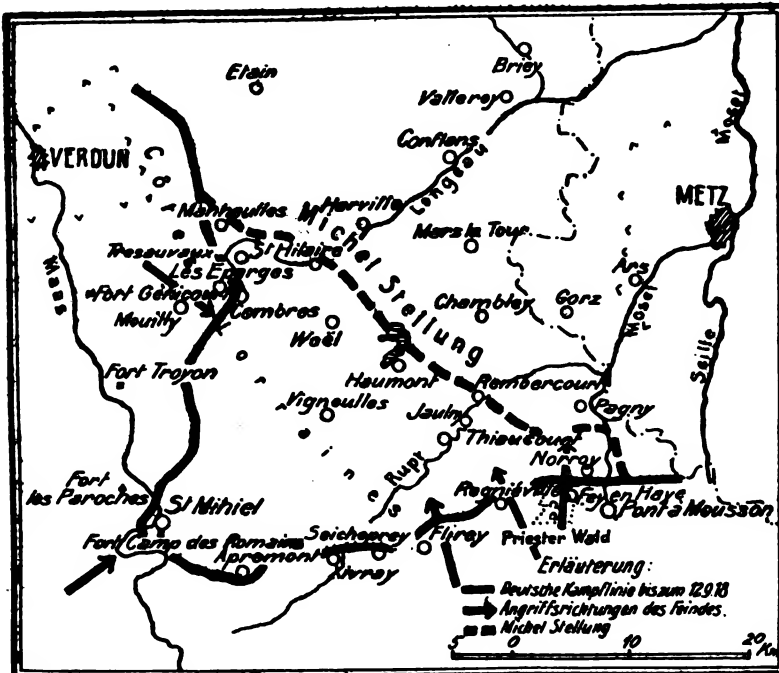 Briey
Etain
Valleroy
Mosel
Conflans
VERDUN
Longeau
METZ
Manheulles
Harville
Mars la Tour
Tresauvaux
St Hilaire
Michel Stellung
Les Eparges
Ars
Maas
Fort Génicourt
Combres
Chambley
Gorz
Mosel
Mouilly
Woël
Seille
Fort Troyon
Haumont
Rembercourt
Pagny
Vigneulles
Jaulny
Thiaucourt
Rupt
Norroy
Fort
les Paroches
St Mihiel
Regniéville
Fey en Haye
Pont a Mousson
Fort Camp des Romains
Seicheprey
Flirey
Priester Wald
Apremont
Xivray
Erläuterung:
Deutsche Kampflinie bis zum 12.9.18
Angriffsrichtungen des Feindes.
Michel Stellung
5 0 10 20 Km